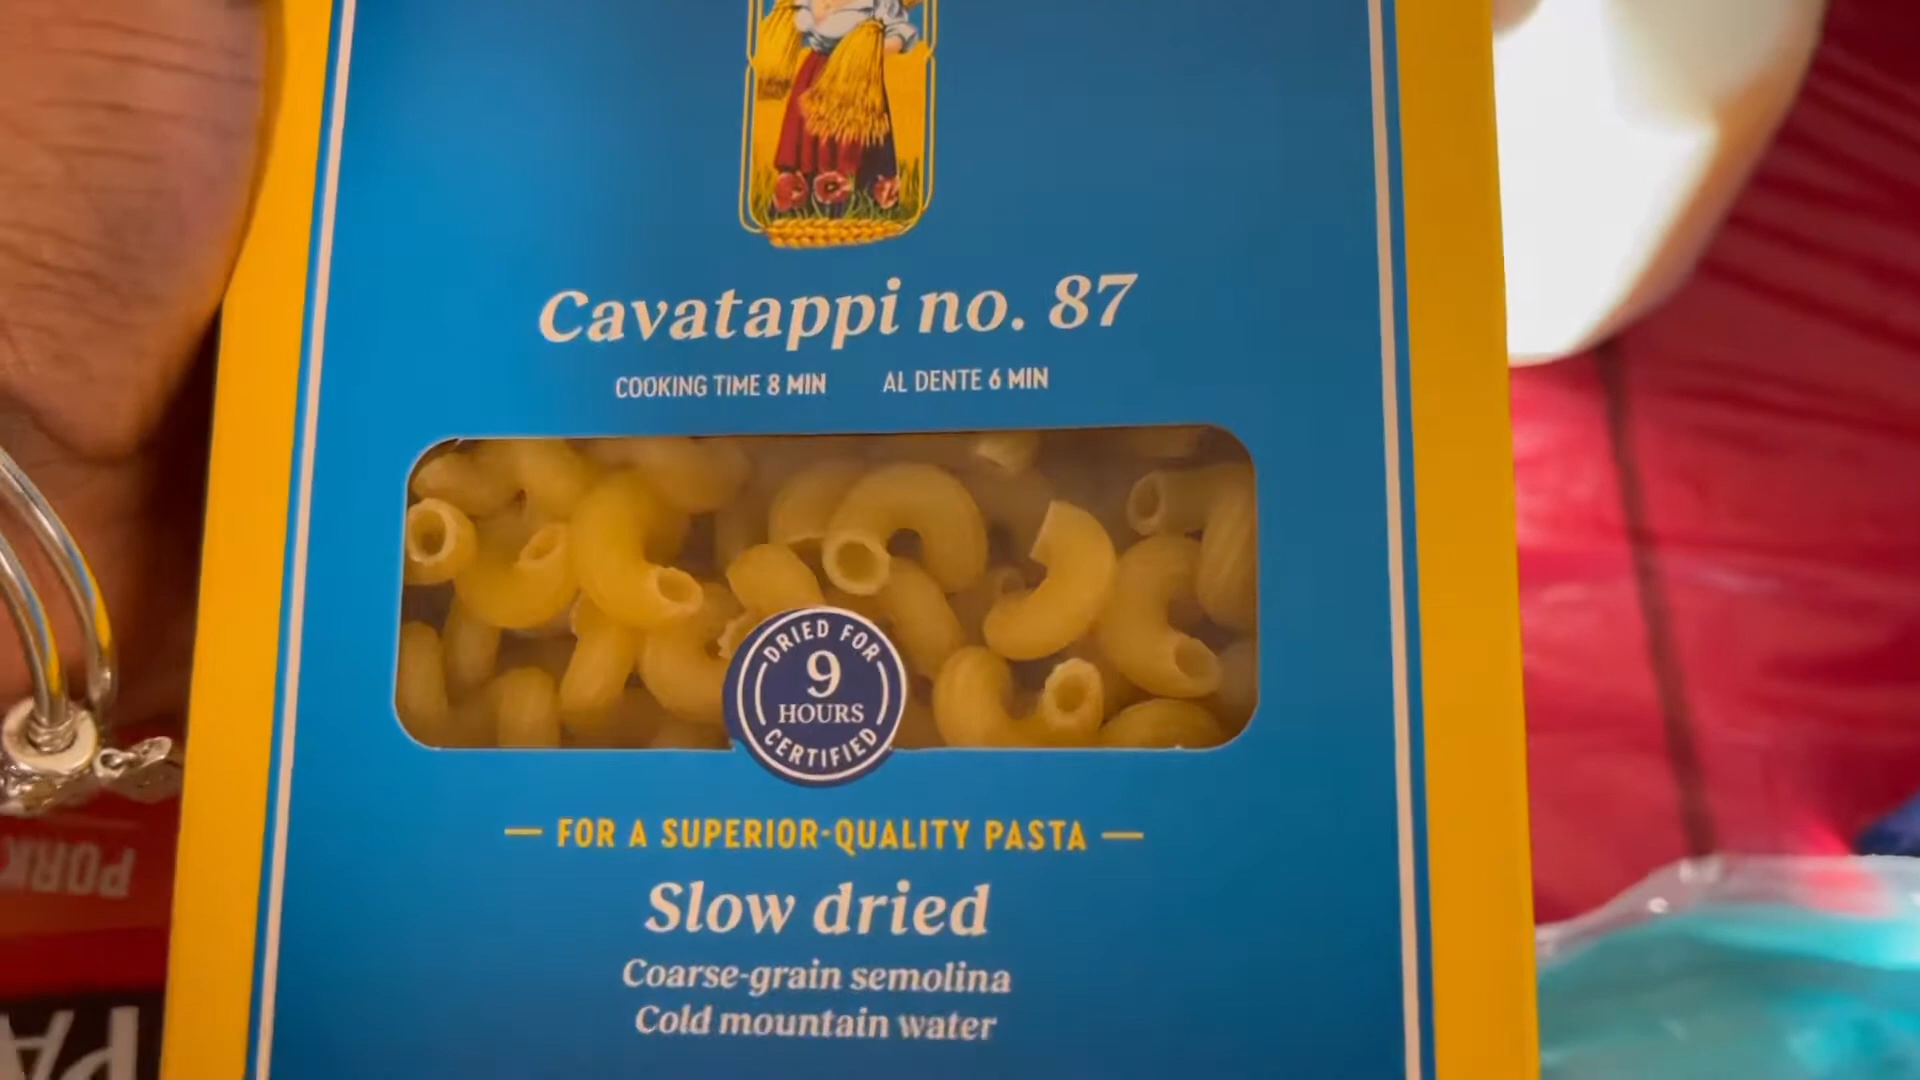 Cavatappi no. 87
COOKING TIME 8 MIN AL DENTE 6 MIN
DRIED FOR
9
HOURS
CERTIFIED
FOR A SUPERIOR-QUALITY PASTA
Slow dried
Coarse-grain semolina
Cold mountain water
PORK
PA